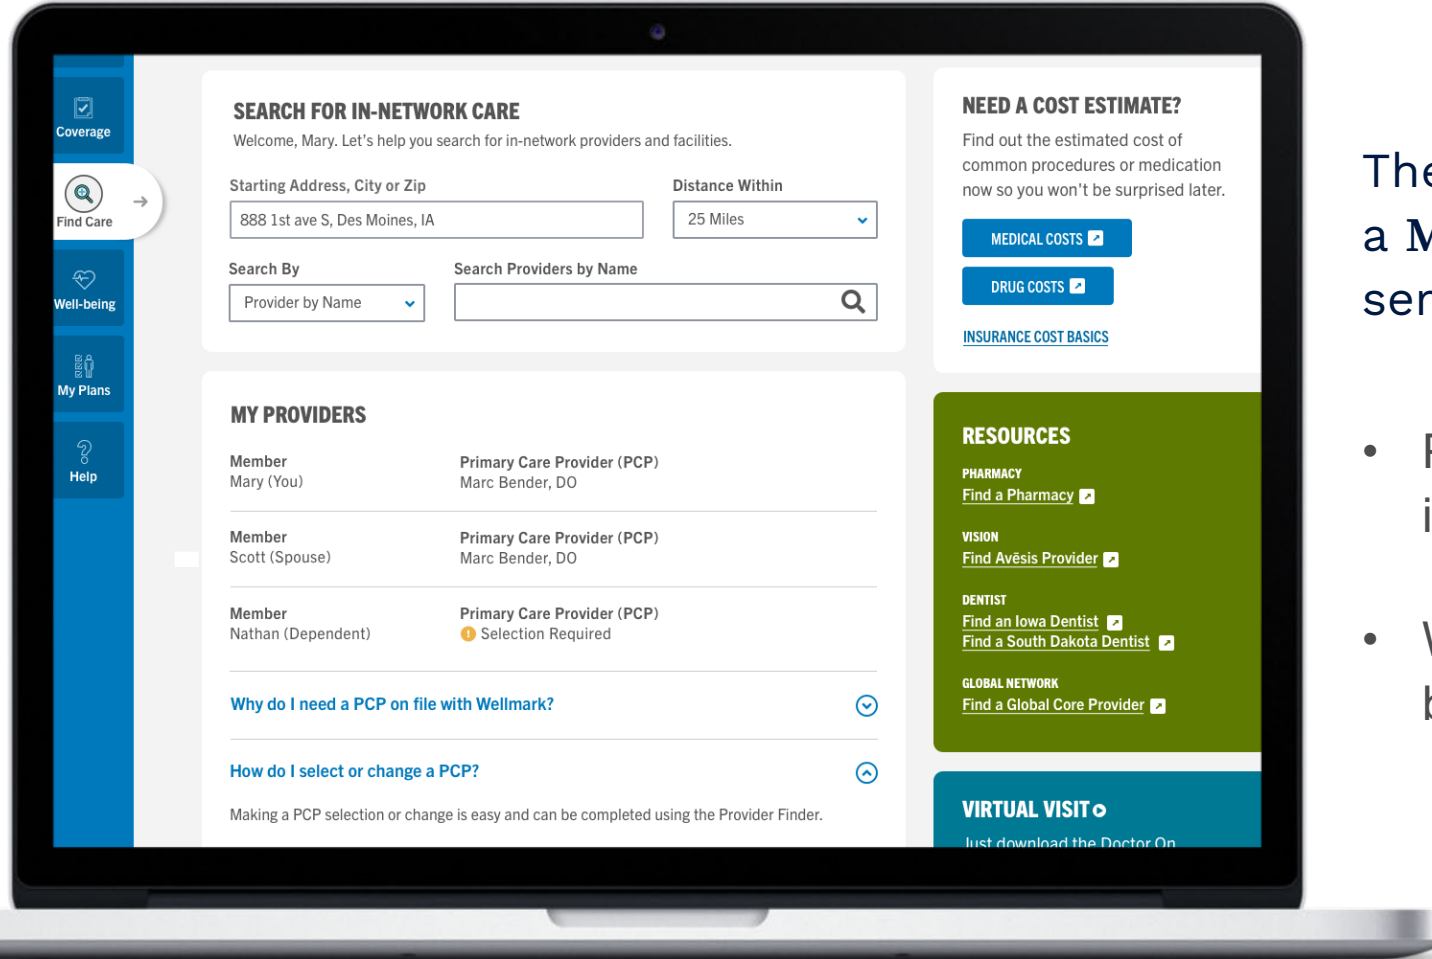 Coverage
Find Care
Well-being
My Plans
Help
SEARCH FOR IN-NETWORK CARE
Welcome, Mary. Let's help you search for in-network providers and facilities.
Starting Address, City or Zip
Distance Within
888 1st ave S, Des Moines, IA
25 Miles
Search By
Search Providers by Name
Provider by Name
MY PROVIDERS
Member
Primary Care Provider (PCP)
Mary (You)
Marc Bender, DO
Member
Primary Care Provider (PCP)
Scott (Spouse)
Marc Bender, DO
Member
Primary Care Provider (PCP)
Nathan (Dependent)
Selection Required
Why do I need a PCP on file with Wellmark?
How do I select or change a PCP?
Making a PCP selection or change is easy and can be completed using the Provider Finder.
NEED A COST ESTIMATE?
Find out the estimated cost of
common procedures or medication
now so you won't be surprised later.
MEDICAL COSTS
DRUG COSTS
INSURANCE COST BASICS
RESOURCES
PHARMACY
Find a Pharmacy
VISION
Find Avēsis Provider
DENTIST
Find an Iowa Dentist
Find a South Dakota Dentist
GLOBAL NETWORK
Find a Global Core Provider
VIRTUAL VISIT
Just download the Doctor On
a